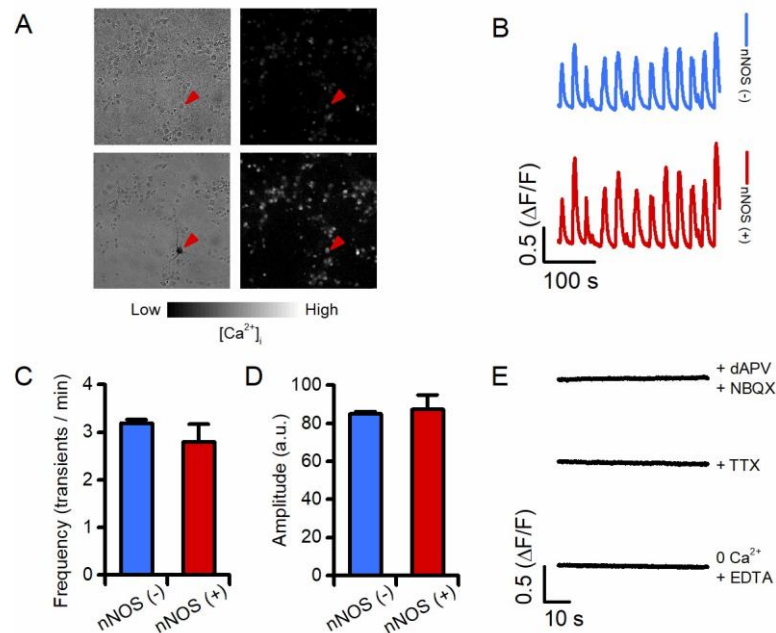 A
Low
High
[Ca²⁺]ᵢ
B
nNOS (-)
nNOS (+)
0.5 (ΔF/F)
100 s
C
Frequency (transients / min)
4
3
2
1
0
nNOS (-)
nNOS (+)
D
Amplitude (a.u.)
100
80
60
40
20
0
nNOS (-)
nNOS (+)
E
+ dAPV
+ NBQX
+ TTX
0 Ca²⁺
+ EDTA
0.5 (ΔF/F)
10 s